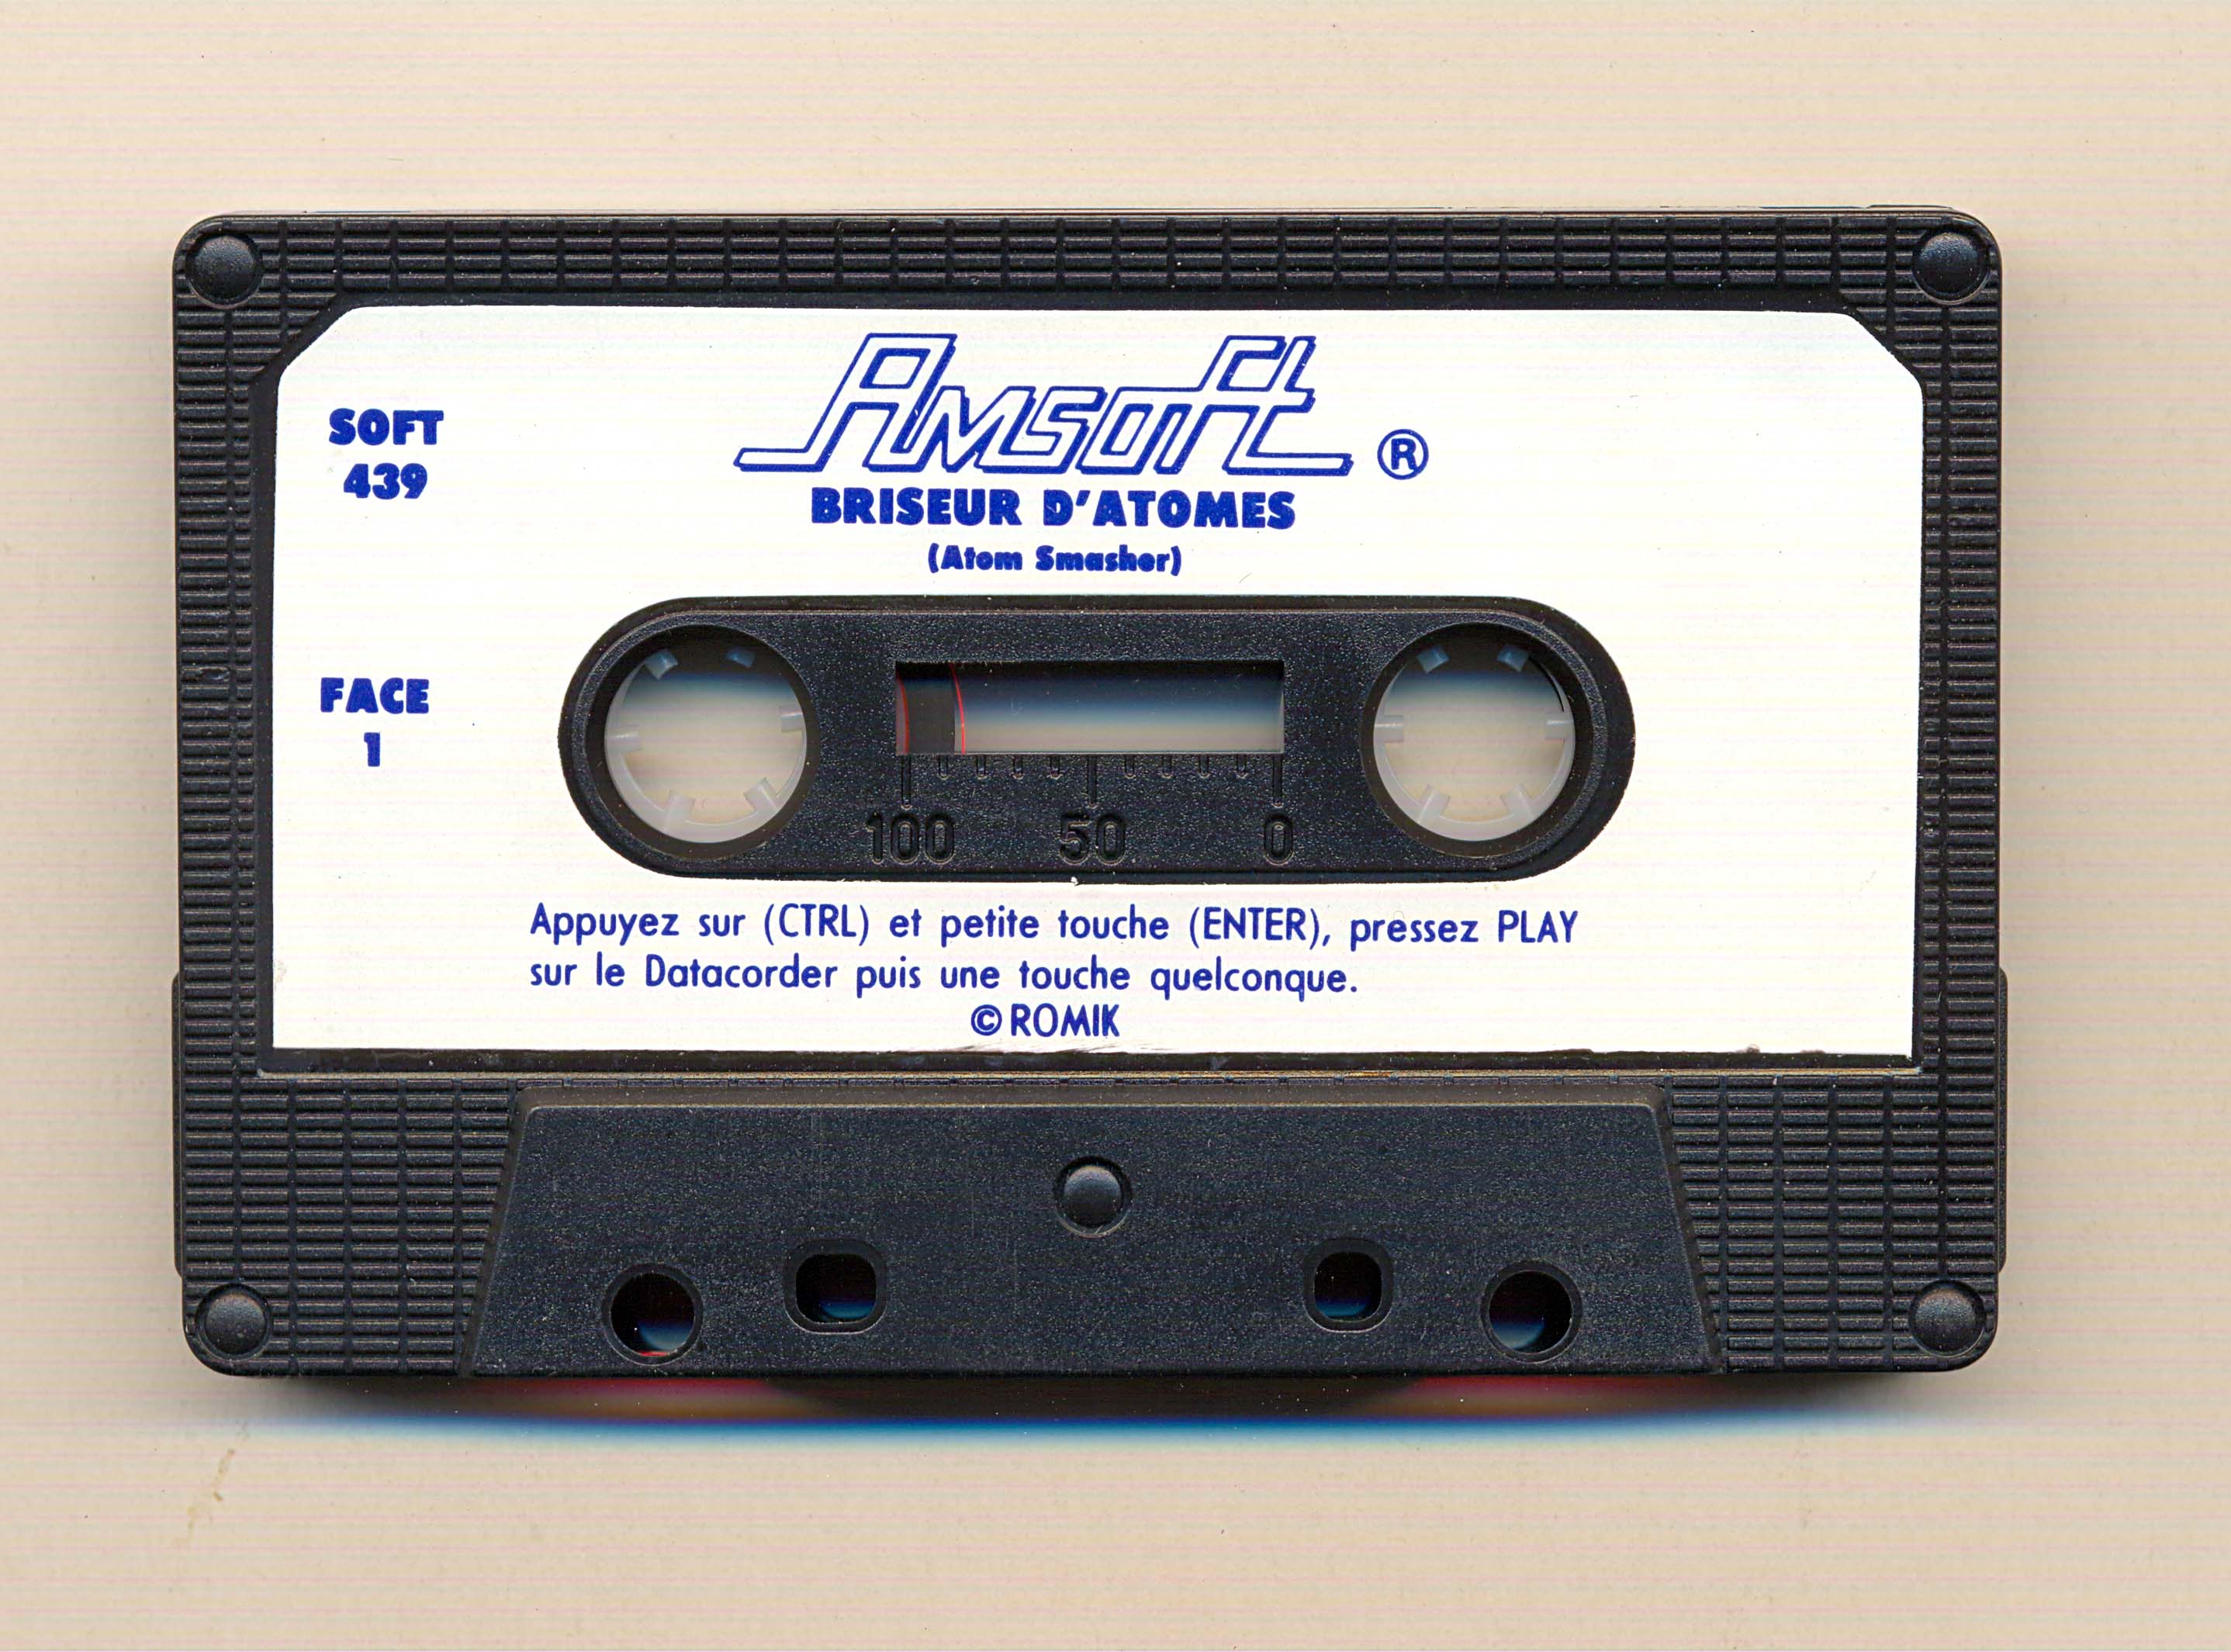 Amsoft ®
BRISEUR D'ATOMES
(Atom Smasher)
SOFT
439
FACE
1
100 50 0
Appuyez sur (CTRL) et petite touche (ENTER), pressez PLAY
sur le Datacorder puis une touche quelconque.
© ROMIK